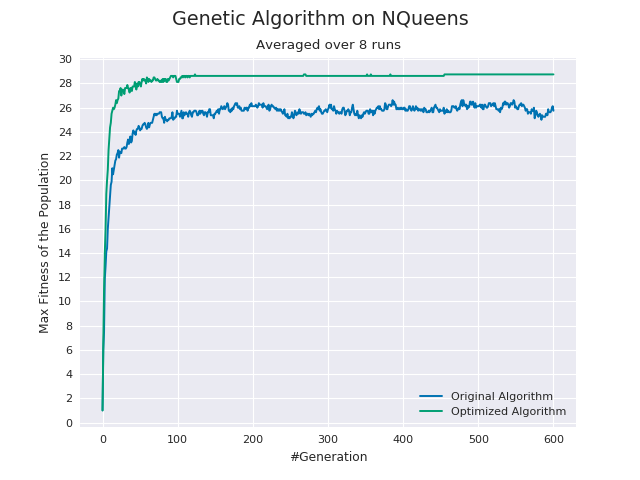 Genetic Algorithm on NQueens
Averaged over 8 runs
Max Fitness of the Population
30
28
26
24
22
20
18
16
14
12
10
8
6
4
2
0
Original Algorithm
Optimized Algorithm
0 100 200 300 400 500 600
#Generation